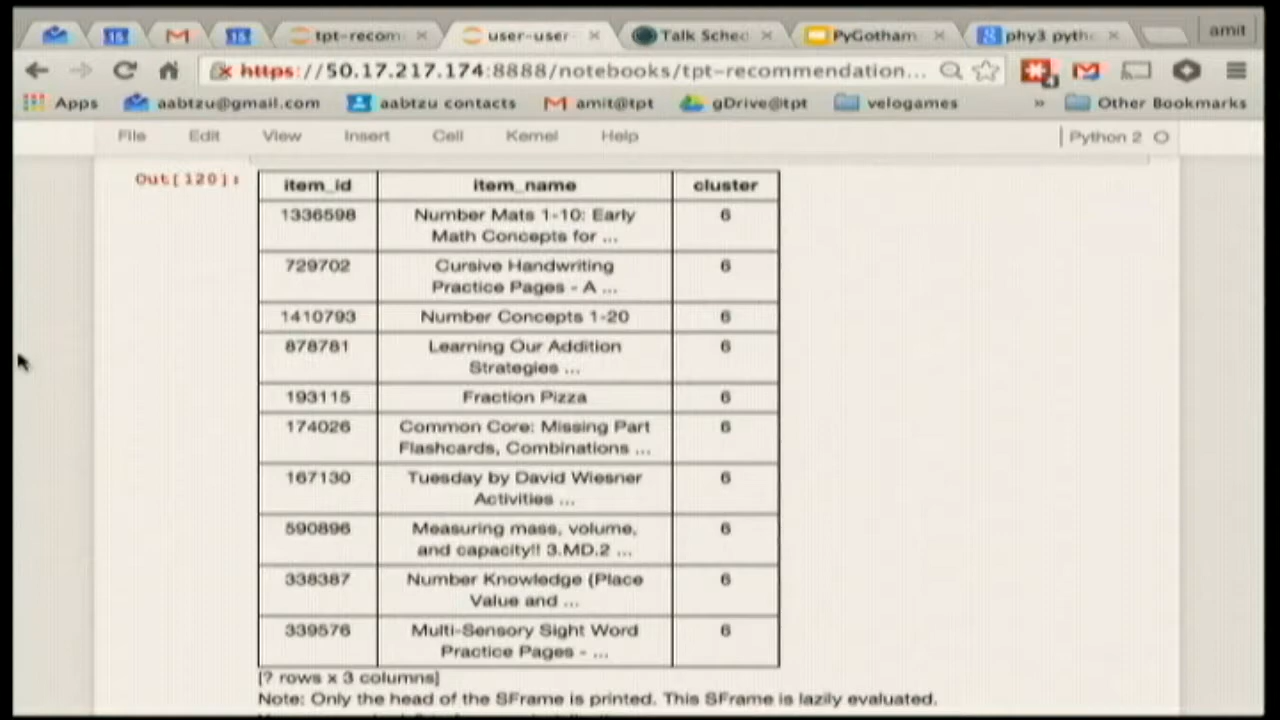 tpt-recom
user-user-
Talk Sched
PyGotham
phy3 pytho
amit
https://50.17.217.174:8888/notebooks/tpt-recommendation...
Apps
aabtzu@gmail.com
aabtzu contacts
amit@tpt
gDrive@tpt
velogames
»
Other Bookmarks
File Edit View Insert Cell Kernel Help
Python 2
Out[120]:
item_id item_name cluster
1336598 Number Mats 1-10: Early 6
Math Concepts for ...
729702 Cursive Handwriting 6
Practice Pages - A ...
1410793 Number Concepts 1-20 6
878781 Learning Our Addition 6
Strategies ...
193115 Fraction Pizza 6
174026 Common Core: Missing Part 6
Flashcards, Combinations ...
167130 Tuesday by David Wiesner 6
Activities ...
590896 Measuring mass, volume, 6
and capacity!! 3.MD.2 ...
338387 Number Knowledge (Place 6
Value and ...
339576 Multi-Sensory Sight Word 6
Practice Pages - ...
[? rows x 3 columns]
Note: Only the head of the SFrame is printed. This SFrame is lazily evaluated.